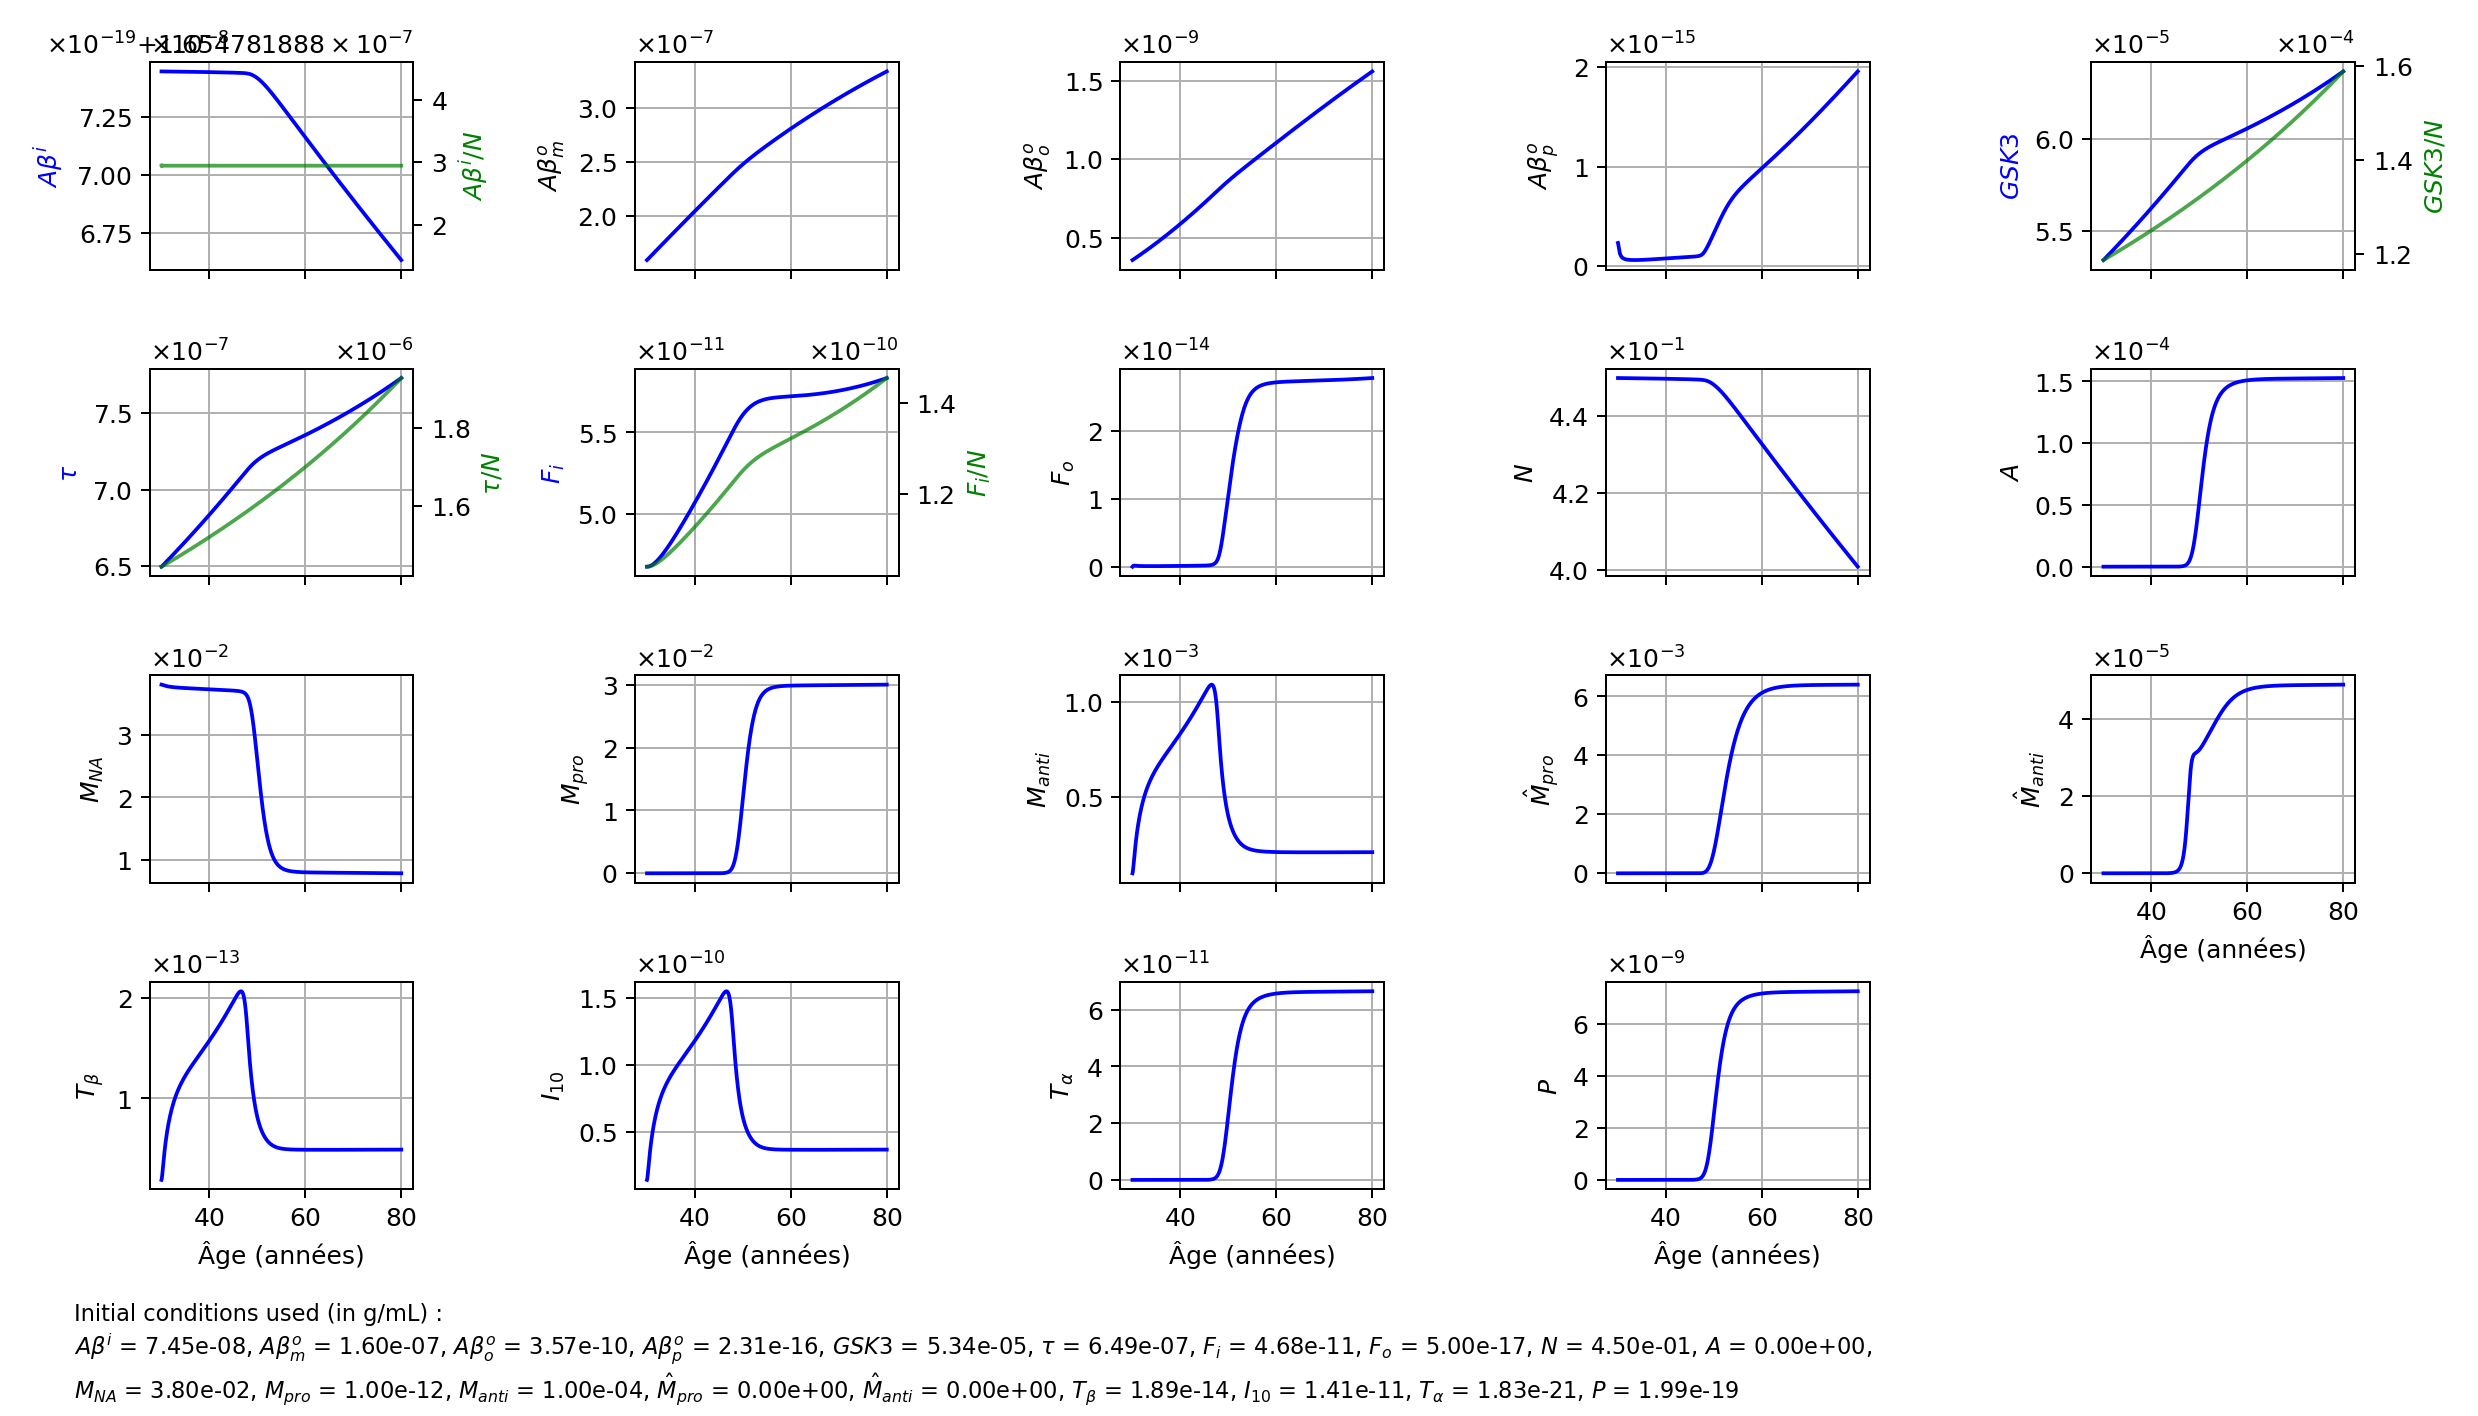 ×10⁻¹⁹+1.654781888 × 10⁻⁷
×10⁻⁸
×10⁻⁷
×10⁻⁹
×10⁻¹⁵
×10⁻⁵ ×10⁻⁴
Aβⁱ 7.25 7.00 6.75
4 3 2 Aβⁱ/N
Aβₘᵒ 3.0 2.5 2.0
Aβₒᵒ 1.5 1.0 0.5
Aβₚᵒ 2 1 0
GSK3 6.0 5.5
1.6 1.4 1.2 GSK3/N
×10⁻⁷ ×10⁻⁶
×10⁻¹¹ ×10⁻¹⁰
×10⁻¹⁴
×10⁻¹
×10⁻⁴
τ 7.5 7.0 6.5
1.8 1.6 τ/N
Fᵢ 5.5 5.0
1.4 1.2 Fᵢ/N
Fₒ 2 1 0
N 4.4 4.2 4.0
A 1.5 1.0 0.5 0.0
×10⁻²
×10⁻²
×10⁻³
×10⁻³
×10⁻⁵
M_NA 3 2 1
M_pro 3 2 1 0
M_anti 1.0 0.5
M̂_pro 6 4 2 0
M̂_anti 4 2 0
40 60 80
Âge (années)
×10⁻¹³
×10⁻¹⁰
×10⁻¹¹
×10⁻⁹
T_β 2 1
I₁₀ 1.5 1.0 0.5
T_α 6 4 2 0
P 6 4 2 0
40 60 80
40 60 80
40 60 80
40 60 80
Âge (années)
Âge (années)
Âge (années)
Âge (années)
Initial conditions used (in g/mL) :
Aβⁱ = 7.45e-08, Aβₘᵒ = 1.60e-07, Aβₒᵒ = 3.57e-10, Aβₚᵒ = 2.31e-16, GSK3 = 5.34e-05, τ = 6.49e-07, Fᵢ = 4.68e-11, Fₒ = 5.00e-17, N = 4.50e-01, A = 0.00e+00,
M_NA = 3.80e-02, M_pro = 1.00e-12, M_anti = 1.00e-04, M̂_pro = 0.00e+00, M̂_anti = 0.00e+00, T_β = 1.89e-14, I₁₀ = 1.41e-11, T_α = 1.83e-21, P = 1.99e-19